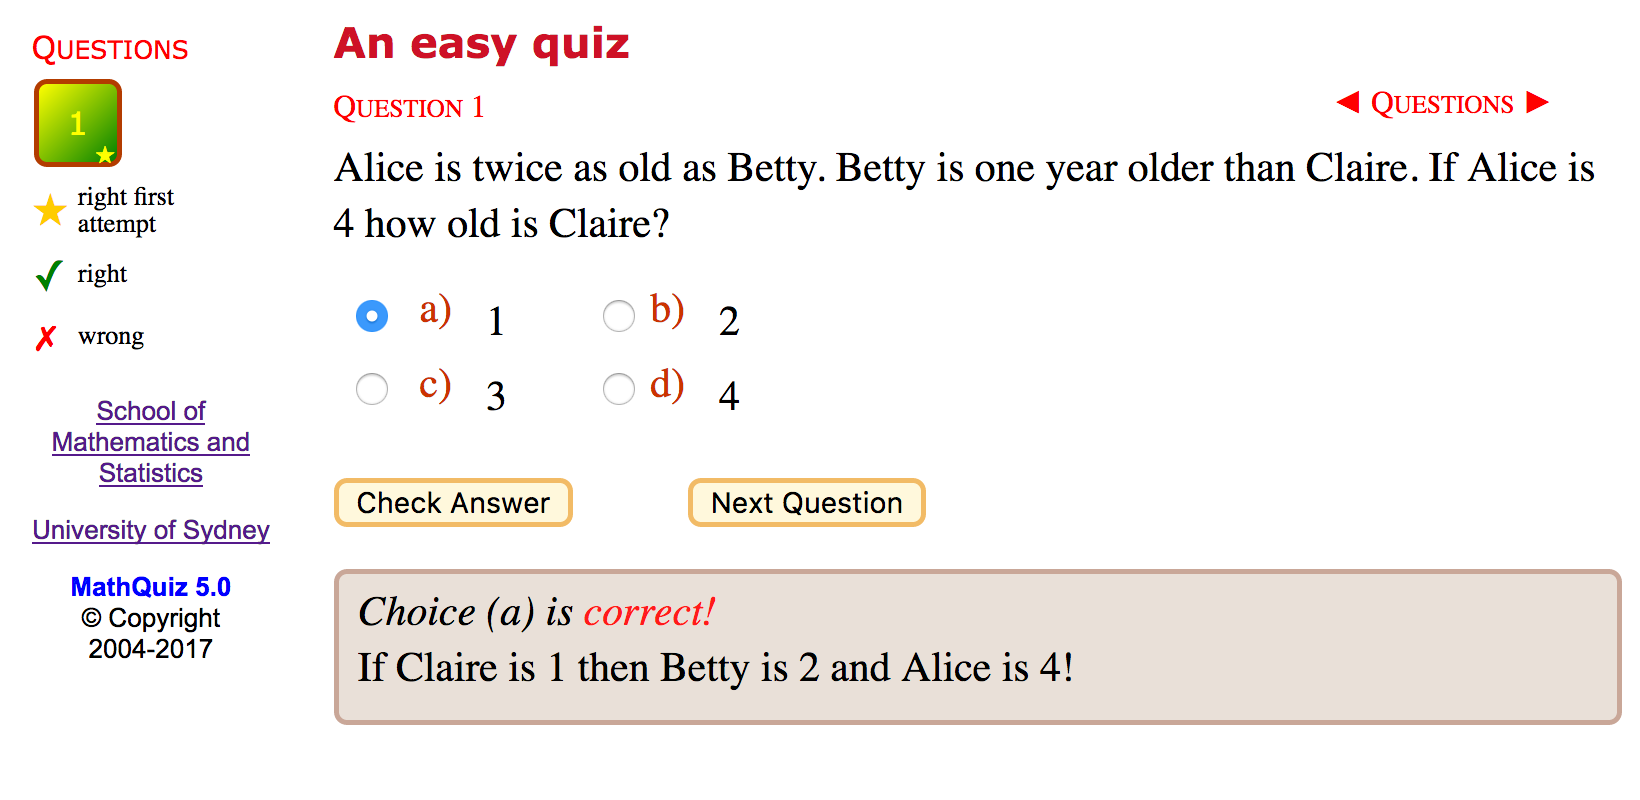 QUESTIONS
1
right first
attempt
right
wrong
School of
Mathematics and
Statistics
University of Sydney
MathQuiz 5.0
© Copyright
2004-2017
An easy quiz
QUESTION 1
◀ QUESTIONS ▶
Alice is twice as old as Betty. Betty is one year older than Claire. If Alice is
4 how old is Claire?
a) 1 b) 2
c) 3 d) 4
Check Answer Next Question
Choice (a) is correct!
If Claire is 1 then Betty is 2 and Alice is 4!